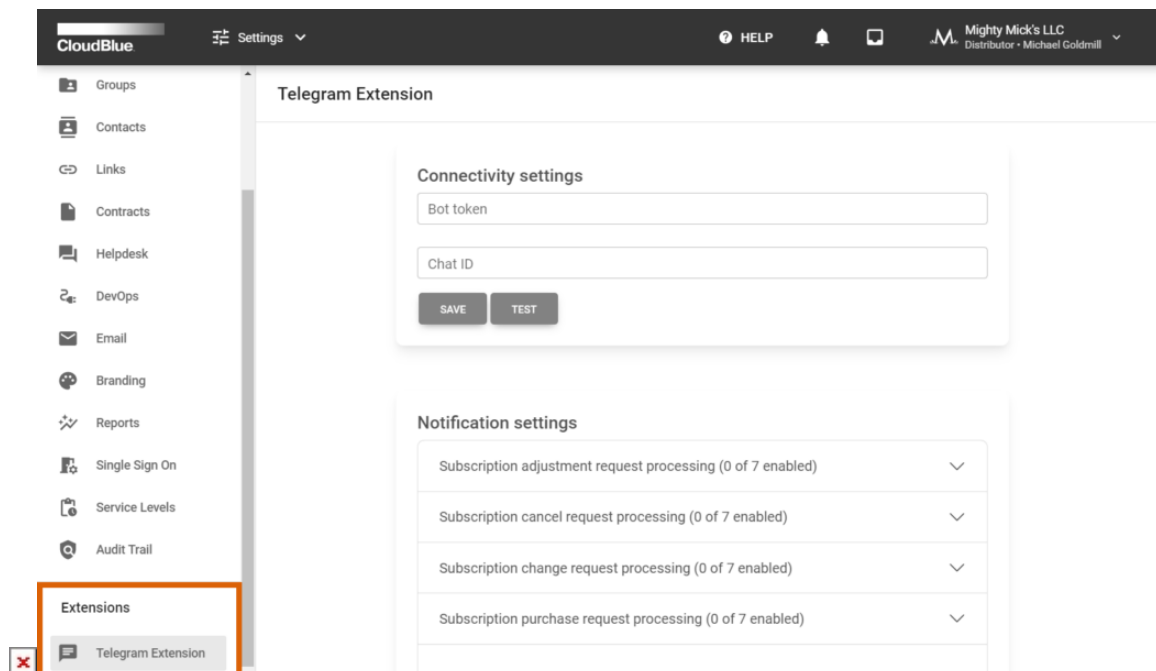 CloudBlue
Settings
HELP
.M.
Mighty Mick's LLC
Distributor • Michael Goldmill
Groups
Contacts
Links
Contracts
Helpdesk
DevOps
Email
Branding
Reports
Single Sign On
Service Levels
Audit Trail
Extensions
Telegram Extension
Telegram Extension
Connectivity settings
Bot token
Chat ID
SAVE TEST
Notification settings
Subscription adjustment request processing (0 of 7 enabled)
Subscription cancel request processing (0 of 7 enabled)
Subscription change request processing (0 of 7 enabled)
Subscription purchase request processing (0 of 7 enabled)